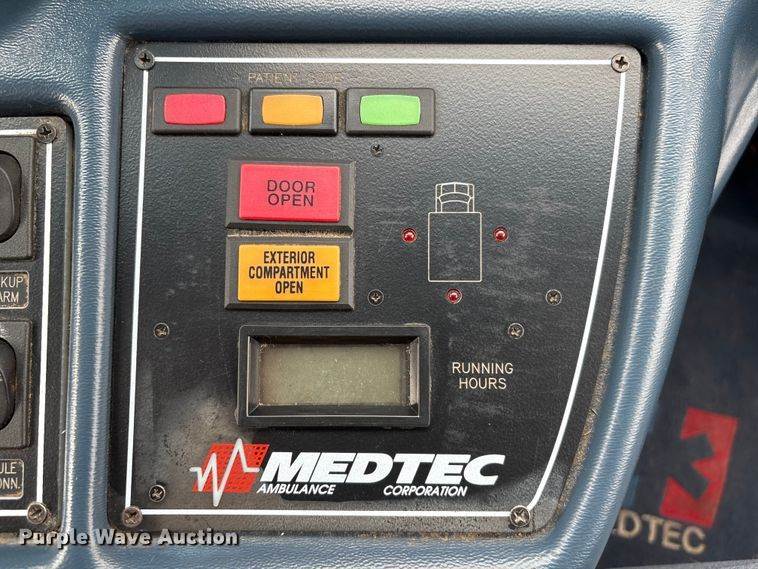 PATIENT CODE
DOOR
OPEN
EXTERIOR
COMPARTMENT
OPEN
RUNNING
HOURS
MEDTEC
AMBULANCE CORPORATION
KUP
ARM
ULE
ONN.
EDTEC
Purple Wave Auction